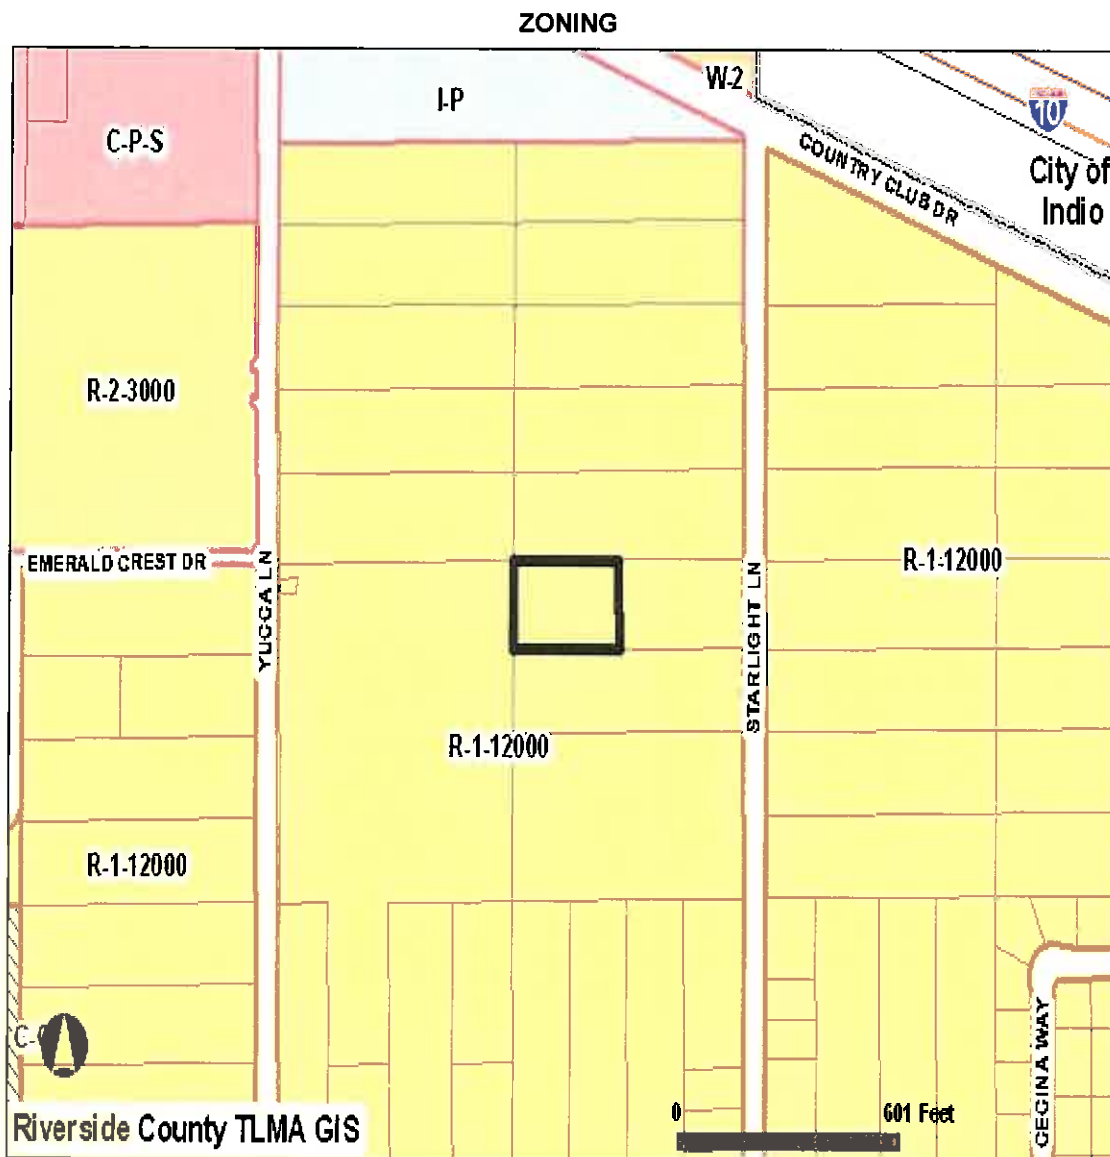 ZONING
I-P
W-2
10
C-P-S
COUNTRY CLUB DR
City of
Indio
R-2-3000
EMERALD CREST DR
YUCCA LN
STARLIGHT LN
R-1-12000
R-1-12000
R-1-12000
CECINA WAY
0
601 Feet
Riverside County TLMA GIS